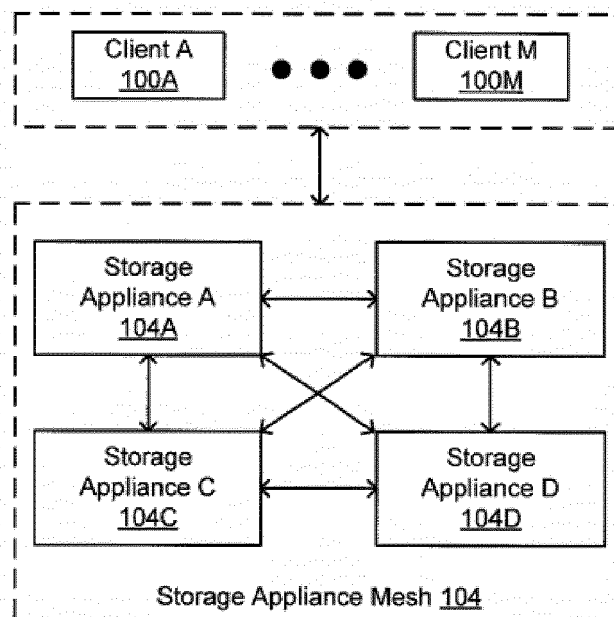 Client A
100A
Client M
100M
Storage
Appliance A
104A
Storage
Appliance B
104B
Storage
Appliance C
104C
Storage
Appliance D
104D
Storage Appliance Mesh 104